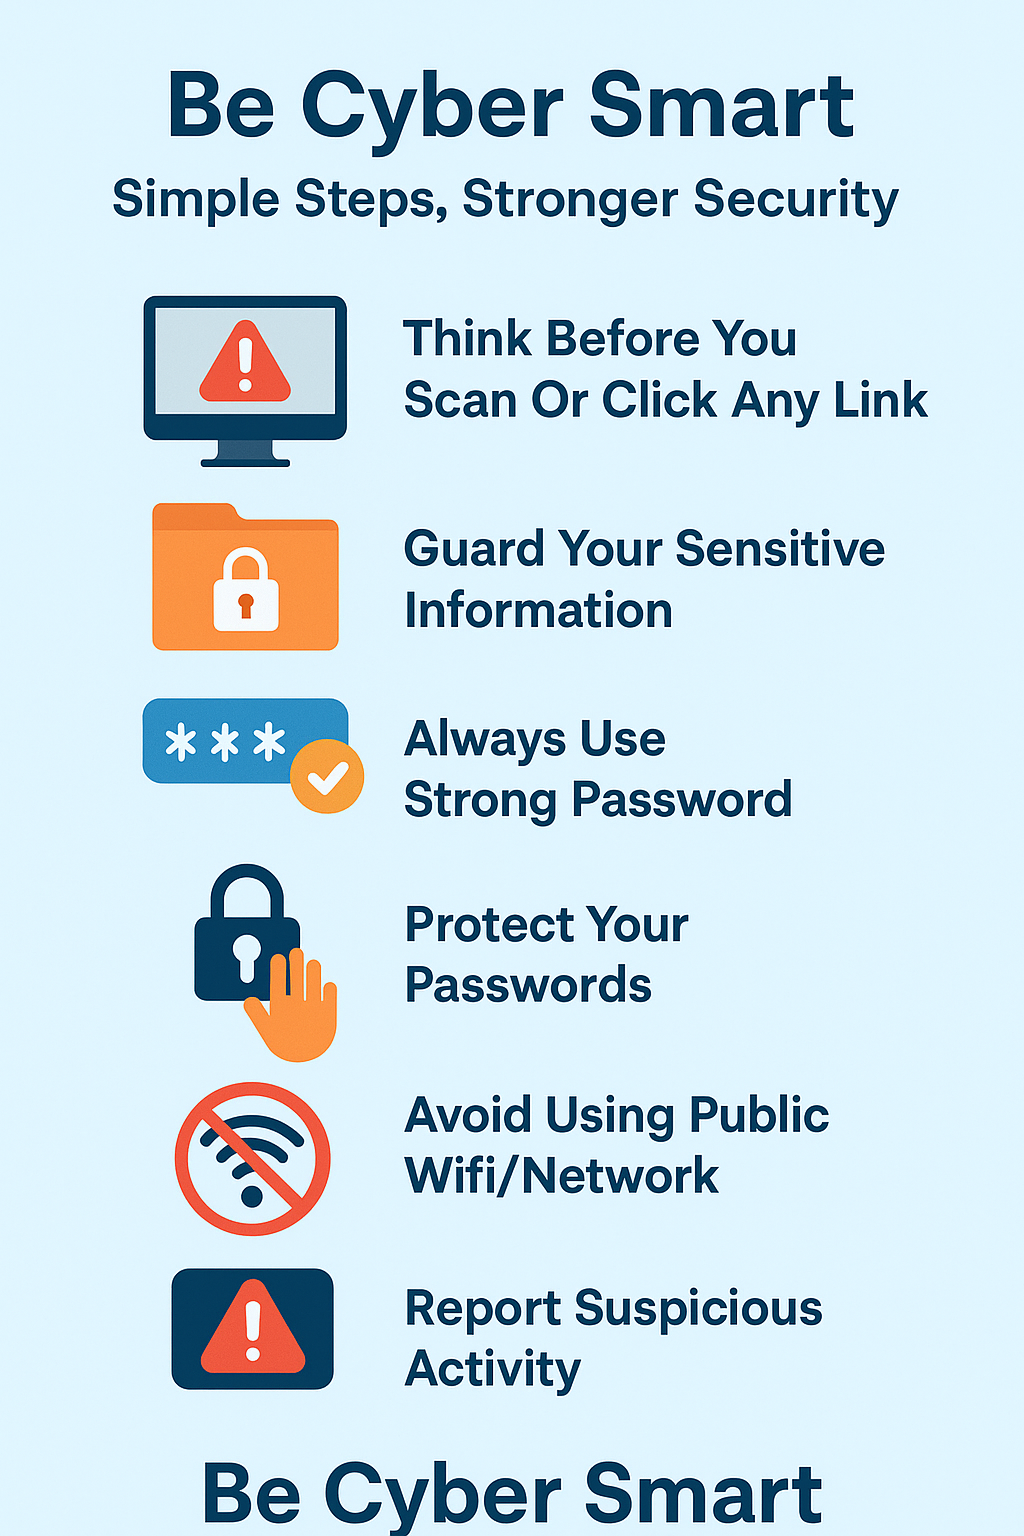 Be Cyber Smart
Simple Steps, Stronger Security
Think Before You
Scan Or Click Any Link
Guard Your Sensitive
Information
***
Always Use
Strong Password
Protect Your
Passwords
Avoid Using Public
Wifi/Network
Report Suspicious
Activity
Be Cyber Smart